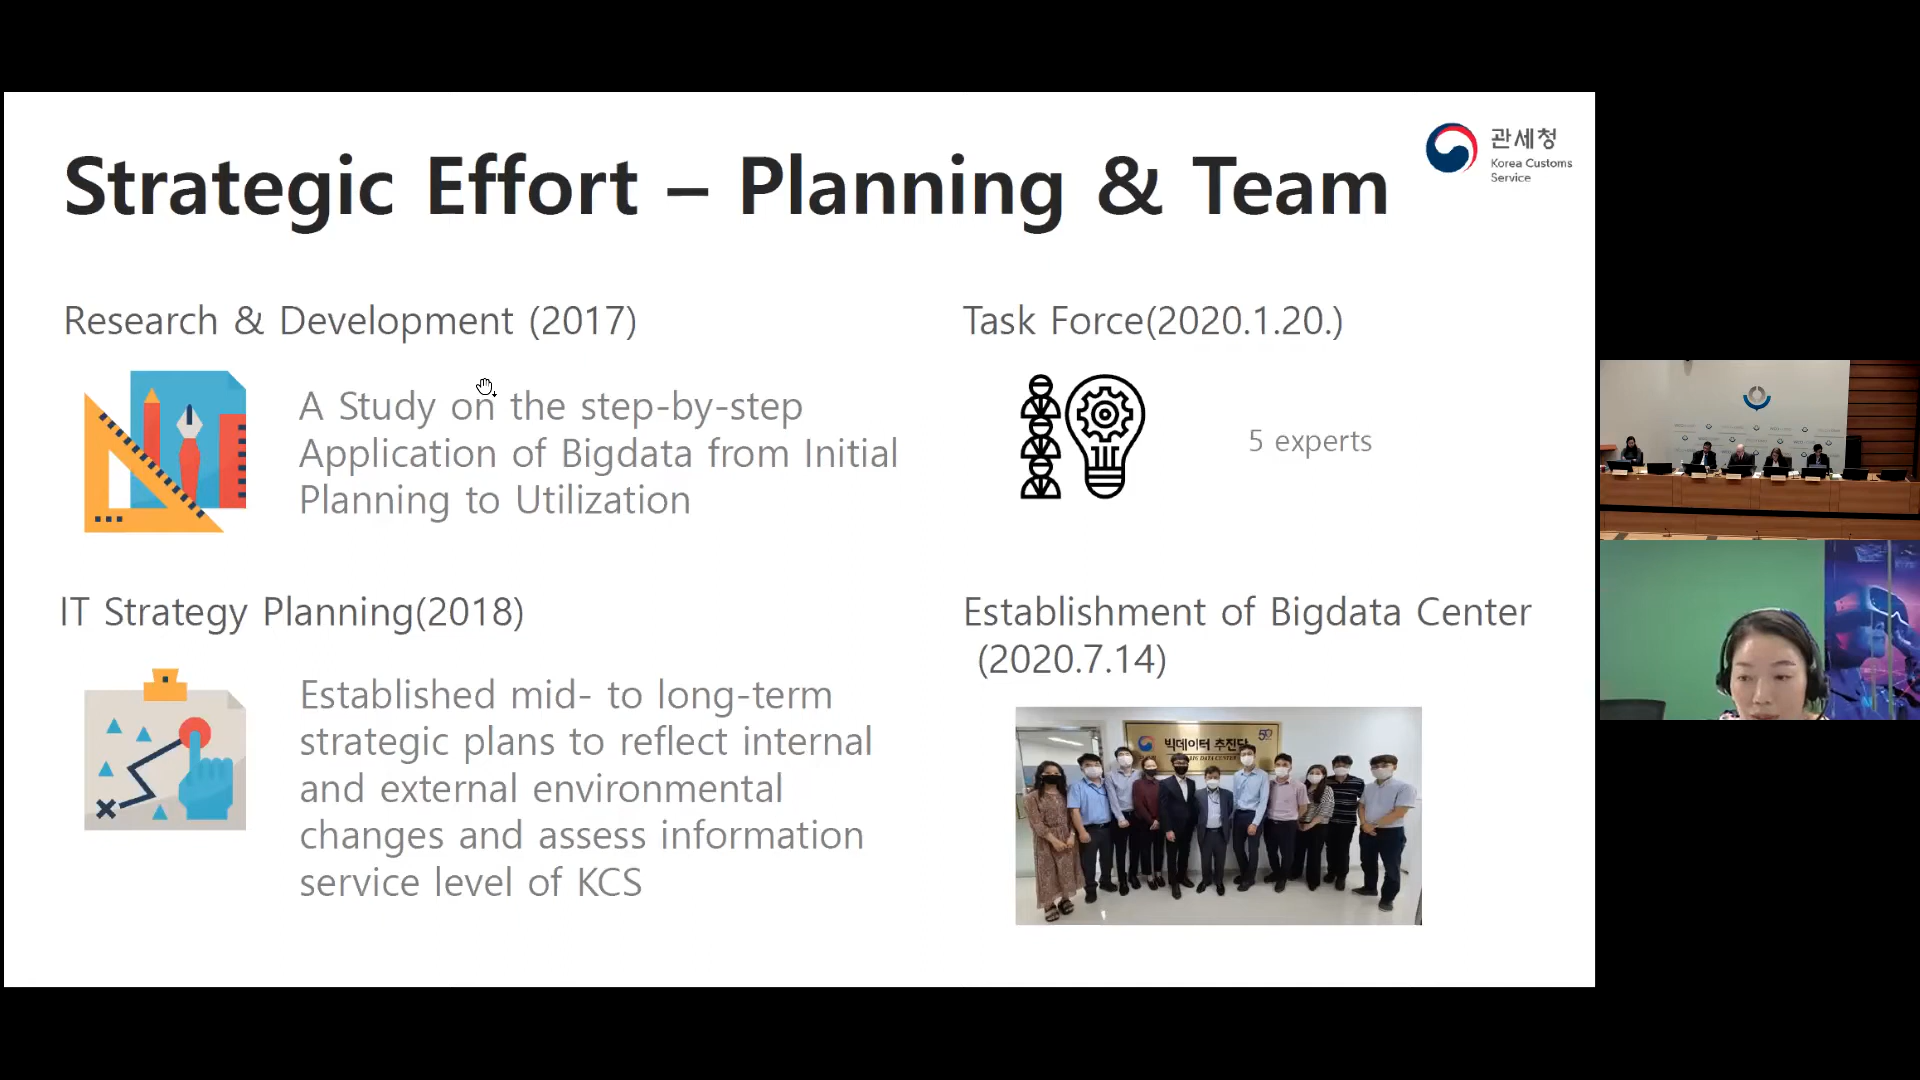 Strategic Effort – Planning & Team
관세청
Korea Customs
Service
Research & Development (2017)
A Study on the step-by-step
Application of Bigdata from Initial
Planning to Utilization
Task Force(2020.1.20.)
5 experts
IT Strategy Planning(2018)
Established mid- to long-term
strategic plans to reflect internal
and external environmental
changes and assess information
service level of KCS
Establishment of Bigdata Center
(2020.7.14)
빅데이터 추진단
BIG DATA CENTER